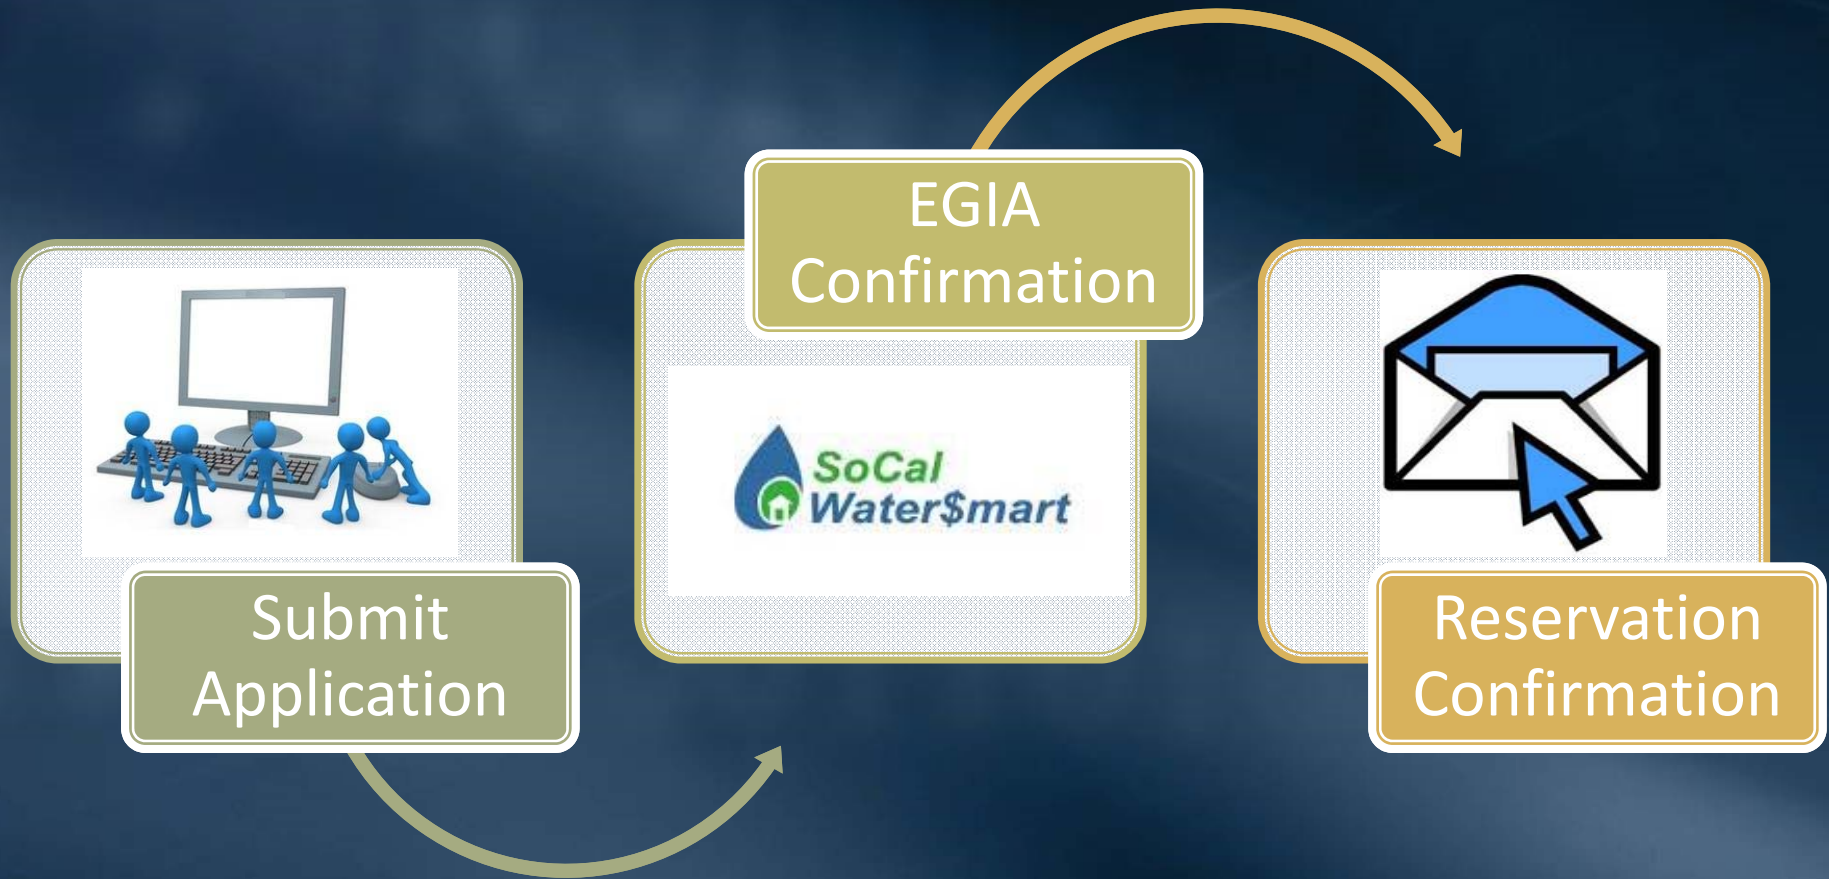 Submit
Application
EGIA
Confirmation
SoCal
Water$mart
Reservation
Confirmation